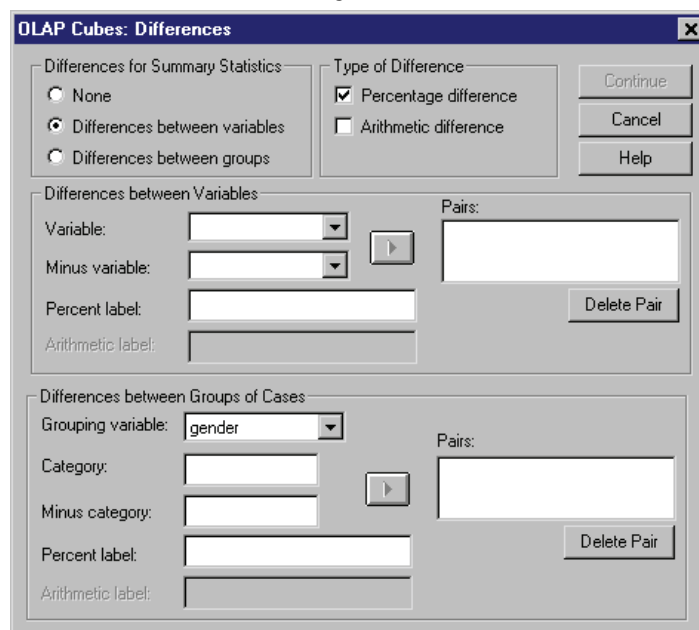 OLAP Cubes: Differences
Differences for Summary Statistics
None
Differences between variables
Differences between groups
Type of Difference
Percentage difference
Arithmetic difference
Continue
Cancel
Help
Differences between Variables
Variable:
Minus variable:
Percent label:
Arithmetic label:
Pairs:
Delete Pair
Differences between Groups of Cases
Grouping variable: gender
Category:
Minus category:
Percent label:
Arithmetic label:
Pairs:
Delete Pair